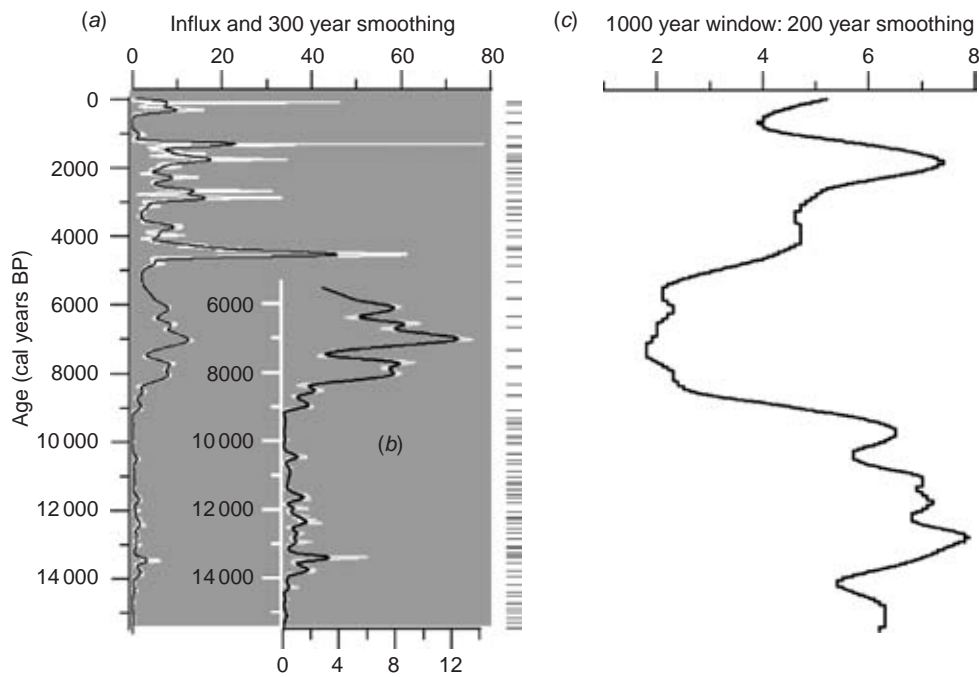 (a) Influx and 300 year smoothing
0 20 40 60 80
Age (cal years BP)
0
2000
4000
6000
8000
10 000
12 000
14 000
(b)
6000
8000
10 000
12 000
14 000
0 4 8 12
(c) 1000 year window: 200 year smoothing
2 4 6 8